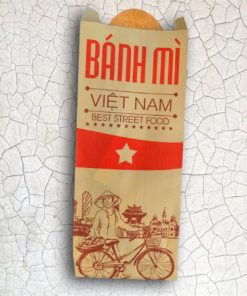 BÁNH MÌ
VIỆT NAM
BEST STREET FOOD